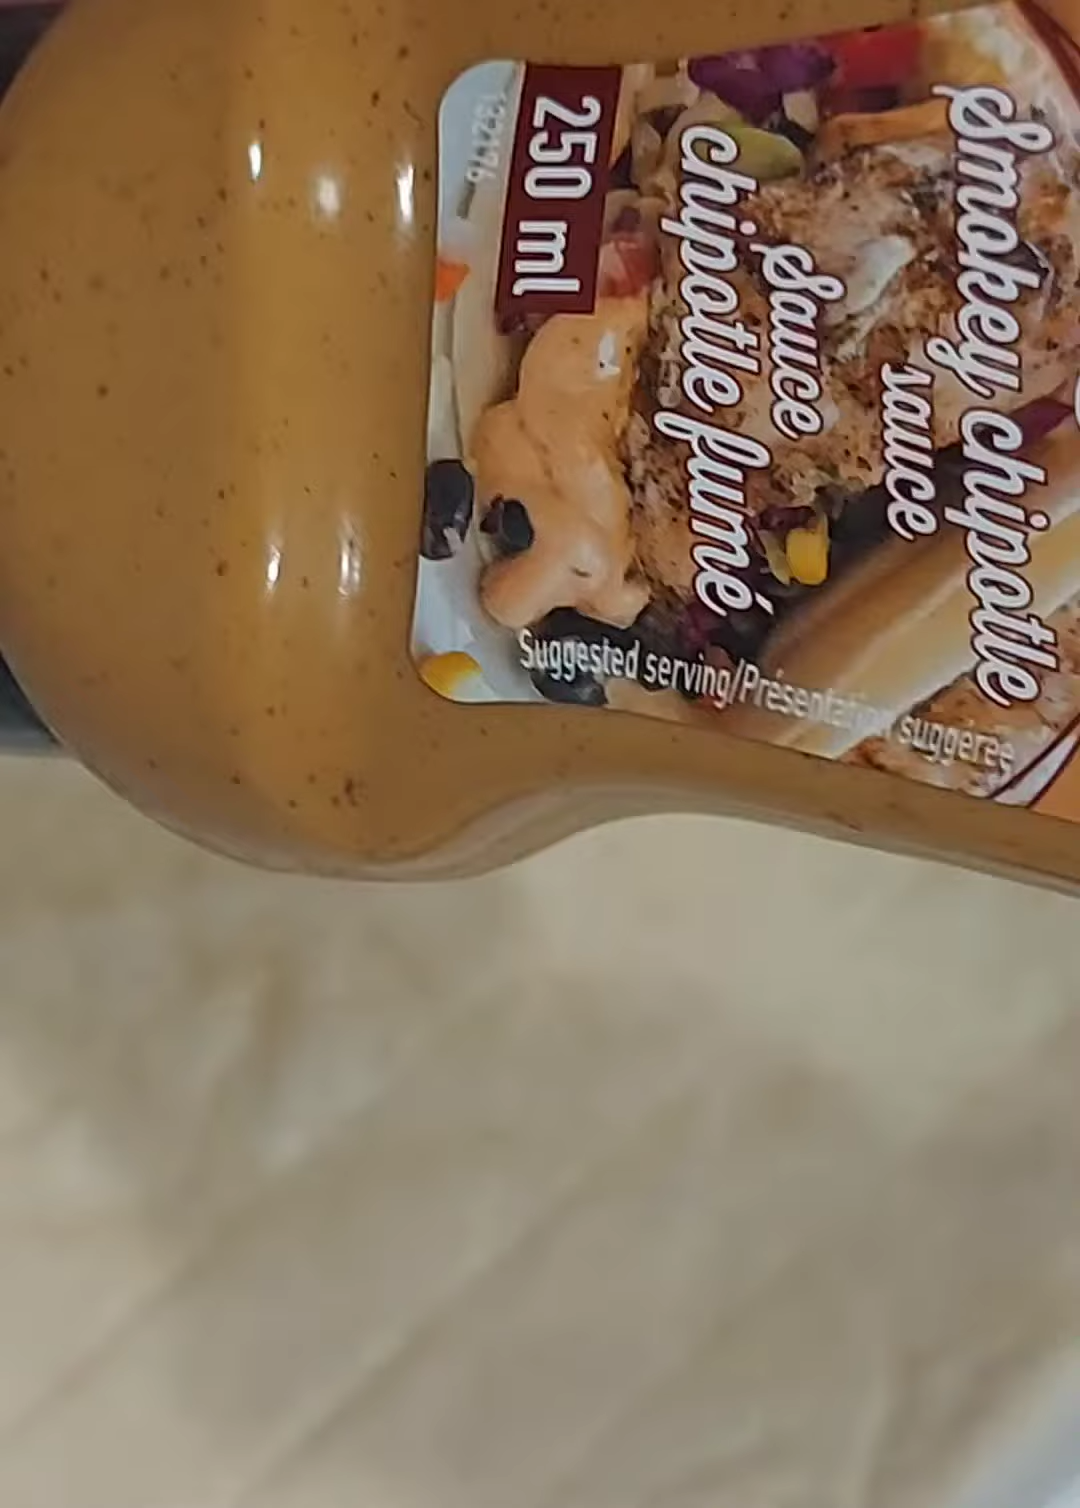 Smokey chipotle
sauce
Sauce
chipotle fumé
250 ml
Suggested serving/Présentation suggérée